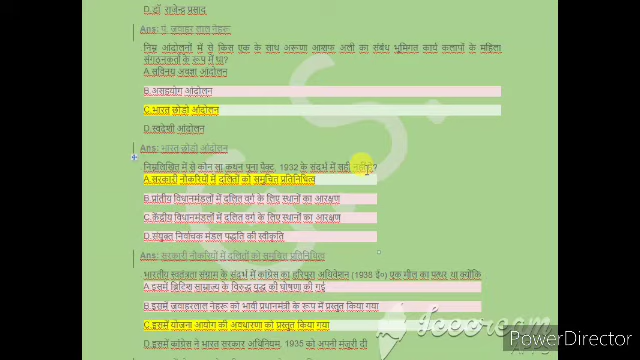 D.डॉ राजेन्द्र प्रसाद
Ans: पं. जवाहर लाल नेहरू
निम्न आंदोलनों में से किस एक के साथ अरूणा आसफ अली का संबंध भूमिगत कार्य कलापों के महिला
संगठनकर्ता के रूप में था?
A.सविनय अवज्ञा आंदोलन
B.असहयोग आंदोलन
C.भारत छोडो आंदोलन
D.स्वदेशी आंदोलन
Ans: भारत छोडो आंदोलन
निम्नलिखित में से कौन सा कथन पूना पैक्ट, 1932 के संदर्भ में सही नहीं है?
A.सरकारी नौकरियों में दलितों को समुचित प्रतिनिधित्व
B.प्रांतीय विधानमंडलों में दलित वर्ग के लिए स्थानों का आरक्षण
C.केंद्रीय विधानमंडलों में दलित वर्ग के लिए स्थानों का आरक्षण
D.संयुक्त निर्वाचक मंडल पद्धति की स्वीकृति
Ans: सरकारी नौकरियों में दलितों को समुचित प्रतिनिधित्व
भारतीय स्वतंत्रता संग्राम के संदर्भ में कांग्रेस का हरिपुरा अधिवेशन (1938 ई०) एक मील का पत्थर था क्योंकि
A.इसमें ब्रिटिश साम्राज्य के विरुद्ध युद्ध की घोषणा की गई
B.इसमें जवाहरलाल नेहरू को भावी प्रधानमंत्री के रूप में प्रस्तुत किया गया
C.इसमें योजना आयोग की अवधारणा को प्रस्तुत किया गया
D.इसमें कांग्रेस ने भारत सरकार अधिनियम, 1935 को अपनी मंजूरी दी
Icecream
PowerDirector